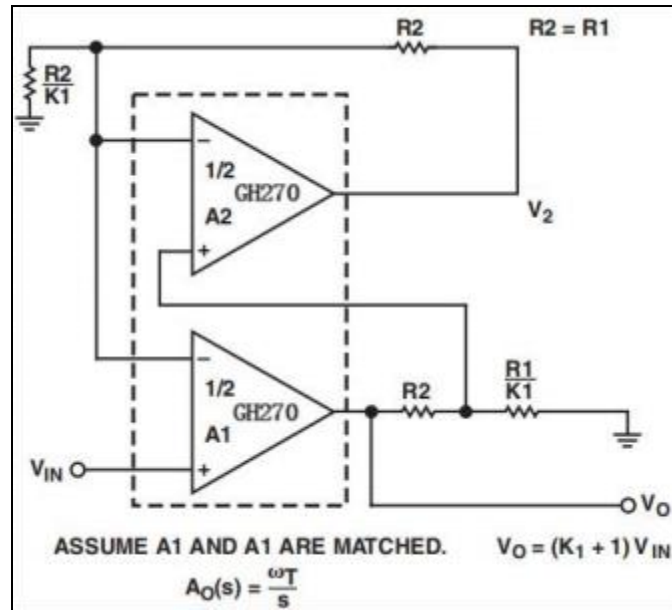 R2
R2 = R1
R2
K1
−
1/2
GH270
A2
+
V2
−
1/2
GH270
A1
+
R2
R1
K1
VIN
VO
ASSUME A1 AND A1 ARE MATCHED.
VO = (K1 + 1) VIN
AO(s) = ωT
s